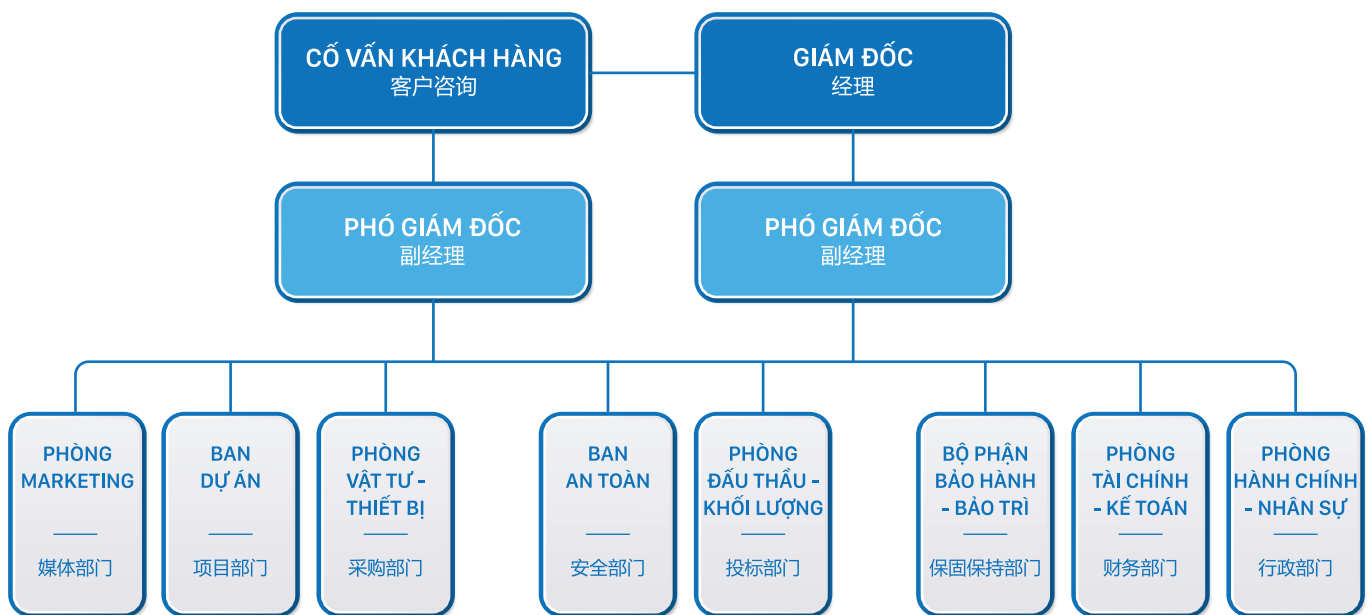 CỐ VẤN KHÁCH HÀNG
客户咨询
GIÁM ĐỐC
经理
PHÓ GIÁM ĐỐC
副经理
PHÓ GIÁM ĐỐC
副经理
PHÒNG
MARKETING
媒体部门
BAN
DỰ ÁN
项目部门
PHÒNG
VẬT TƯ -
THIẾT BỊ
采购部门
BAN
AN TOÀN
安全部门
PHÒNG
ĐẤU THẦU -
KHỐI LƯỢNG
投标部门
BỘ PHẬN
BẢO HÀNH
- BẢO TRÌ
保固保持部门
PHÒNG
TÀI CHÍNH
- KẾ TOÁN
财务部门
PHÒNG
HÀNH CHÍNH
- NHÂN SỰ
行政部门